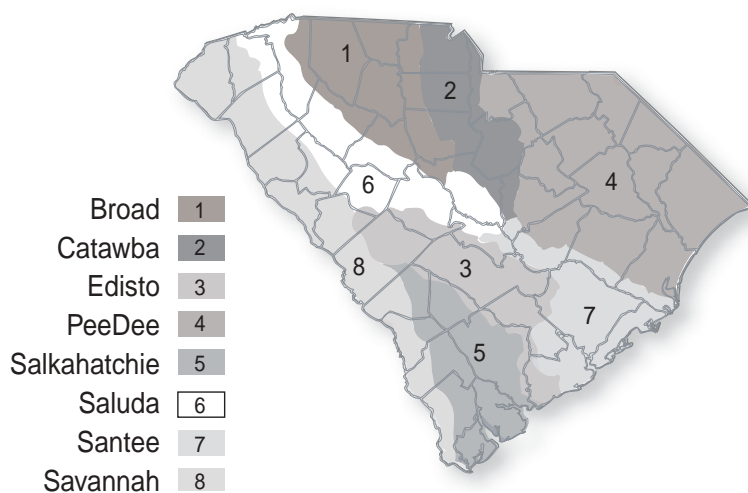 1
2
6
4
3
8
7
5
Broad 1
Catawba 2
Edisto 3
PeeDee 4
Salkahatchie 5
Saluda 6
Santee 7
Savannah 8